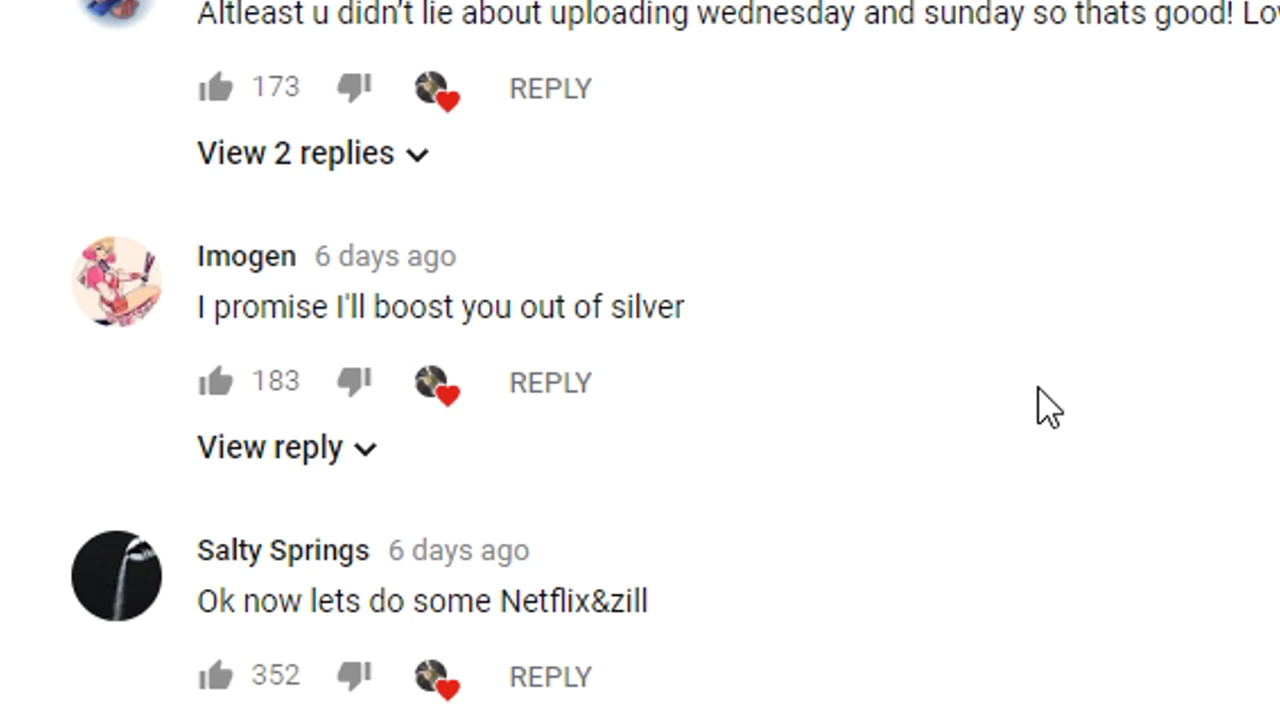 Altleast u didn't lie about uploading wednesday and sunday so thats good!
173 REPLY
View 2 replies
Imogen 6 days ago
I promise I'll boost you out of silver
183 REPLY
View reply
Salty Springs 6 days ago
Ok now lets do some Netflix&zill
352 REPLY